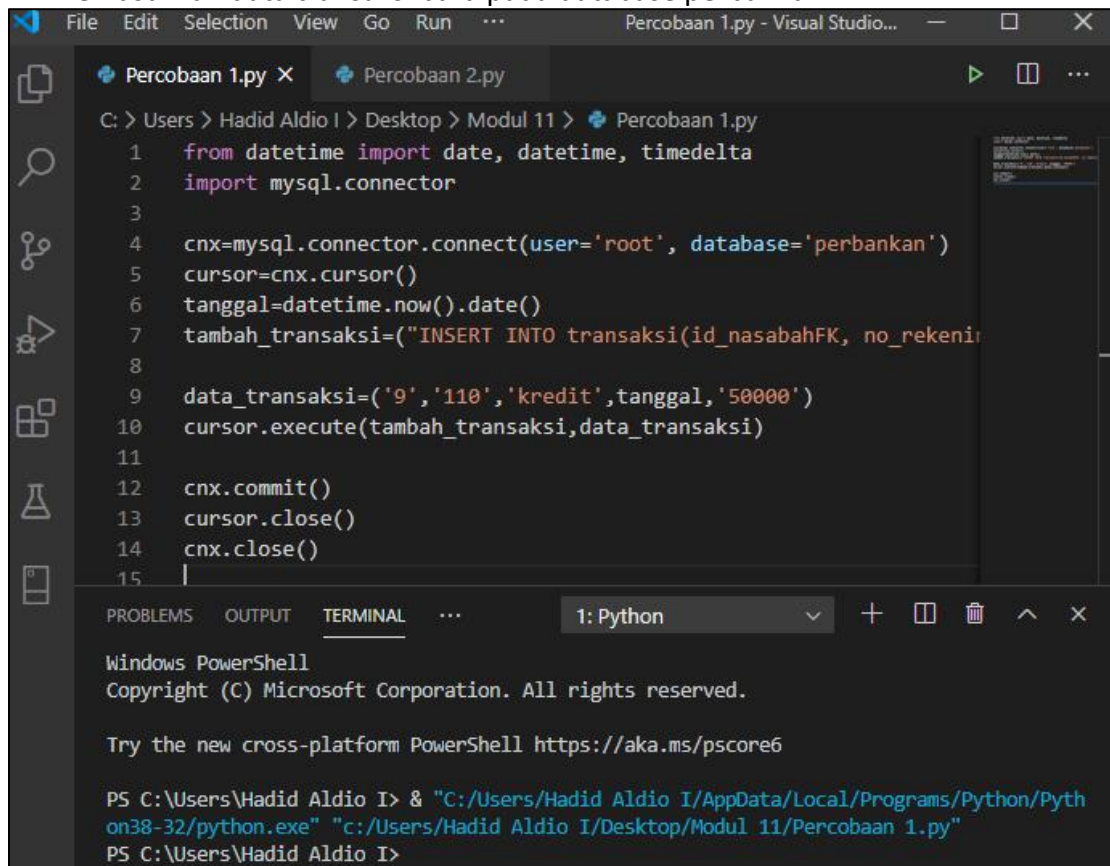 File Edit Selection View Go Run ··· Percobaan 1.py - Visual Studio...
Percobaan 1.py Percobaan 2.py
C: > Users > Hadid Aldio I > Desktop > Modul 11 > Percobaan 1.py
1 from datetime import date, datetime, timedelta
2 import mysql.connector
3
4 cnx=mysql.connector.connect(user='root', database='perbankan')
5 cursor=cnx.cursor()
6 tanggal=datetime.now().date()
7 tambah_transaksi=("INSERT INTO transaksi(id_nasabahFK,
8
9 data_transaksi=('9','110','kredit',tanggal,'50000')
10 cursor.execute(tambah_transaksi,data_transaksi)
11
12 cnx.commit()
13 cursor.close()
14 cnx.close()
15
PROBLEMS OUTPUT TERMINAL ··· 1: Python
Windows PowerShell
Copyright (C) Microsoft Corporation. All rights reserved.
Try the new cross-platform PowerShell https://aka.ms/pscore6
PS C:\Users\Hadid Aldio I> & "C:/Users/Hadid Aldio I/AppData/Local/Programs/Python/Pyth
on38-32/python.exe" "c:/Users/Hadid Aldio I/Desktop/Modul 11/Percobaan 1.py"
PS C:\Users\Hadid Aldio I>